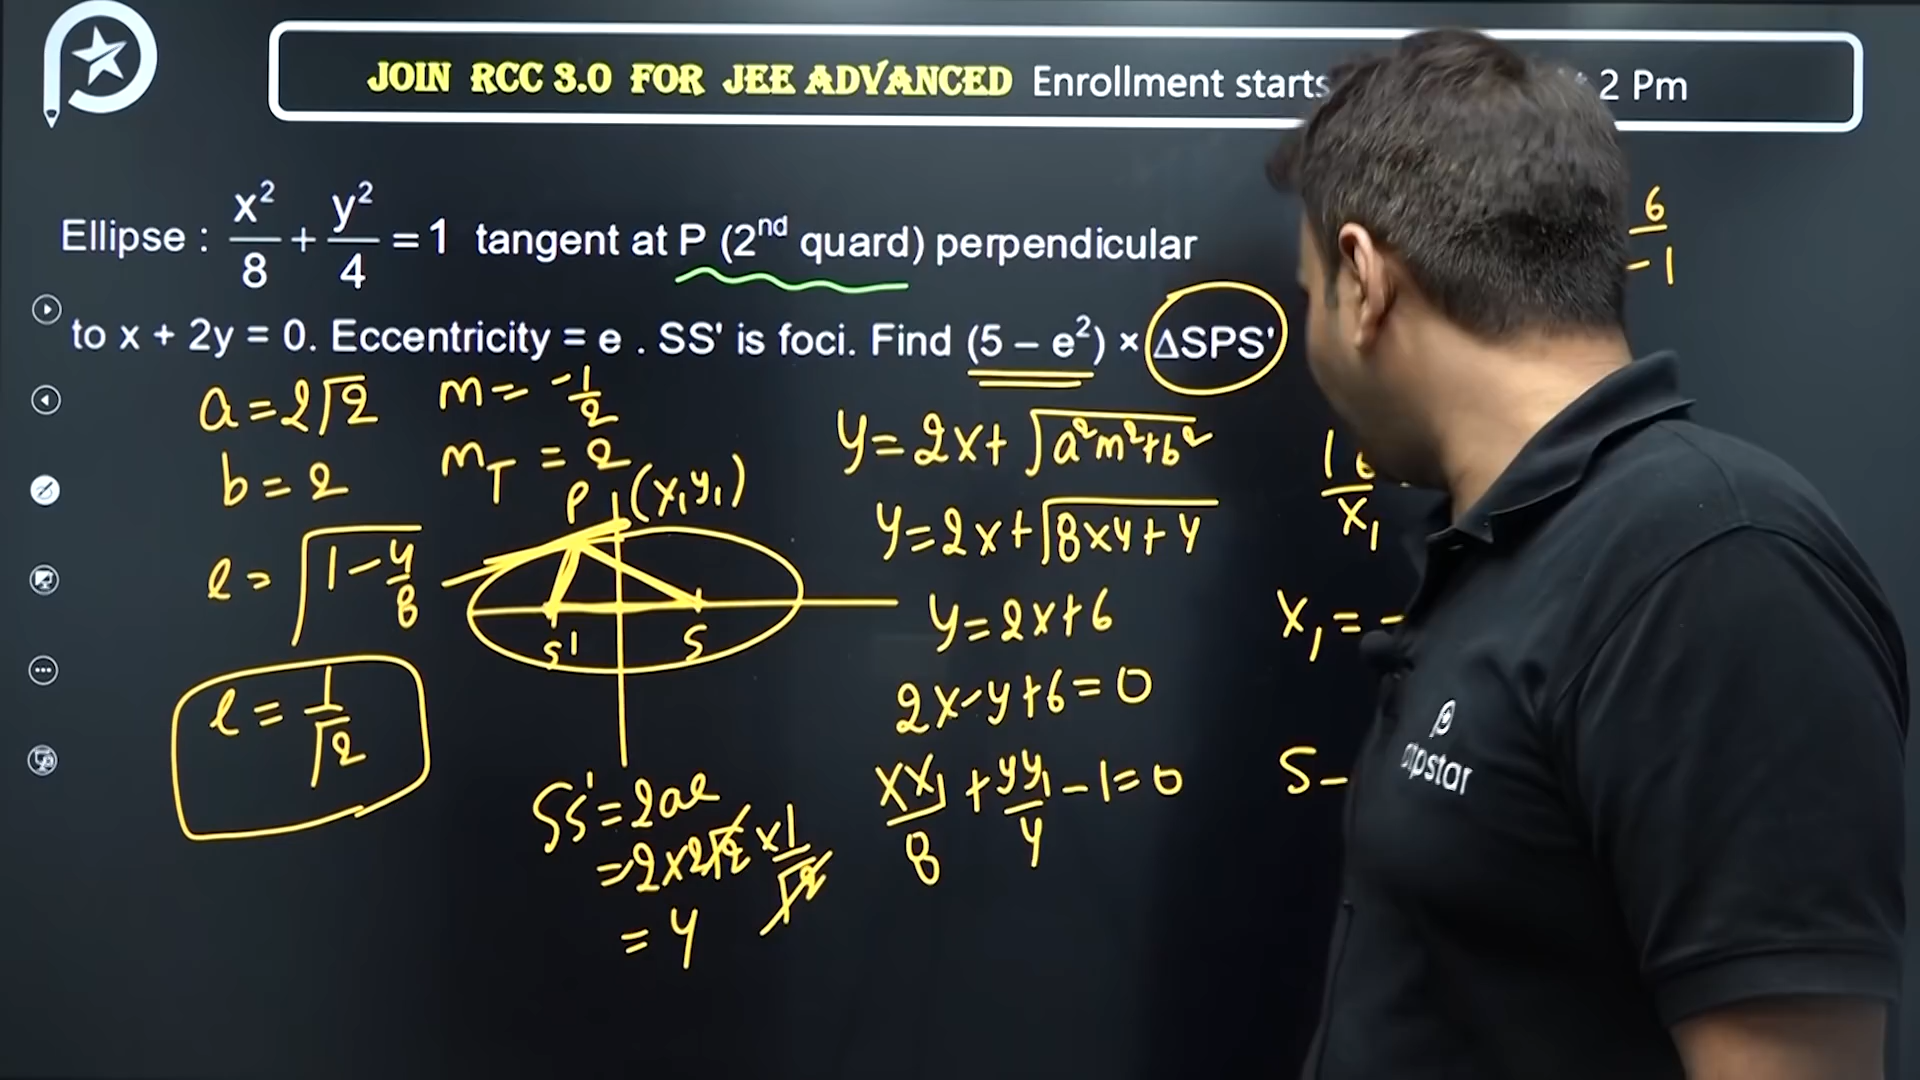 JOIN RCC 3.0 FOR JEE ADVANCED Enrollment starts 2 Pm
Ellipse : x²/8 + y²/4 = 1 tangent at P (2nd quard) perpendicular
to x + 2y = 0. Eccentricity = e . SS' is foci. Find (5 – e²) × ΔSPS'
a = 2√2
b = 2
e = √(1-4/8)
e = 1/√2
m = -1/2
mT = 2
P (x₁y₁)
S' S
SS' = 2ae
= 2×2√2 × 1/√2
= 4
y = 2x + √(a²m²+b²)
y = 2x + √(8x4+4)
y = 2x+6
2x-y+6=0
xx₁/8 + yy₁/4 - 1 = 0
6/-1
x₁
x₁ = -
5 -